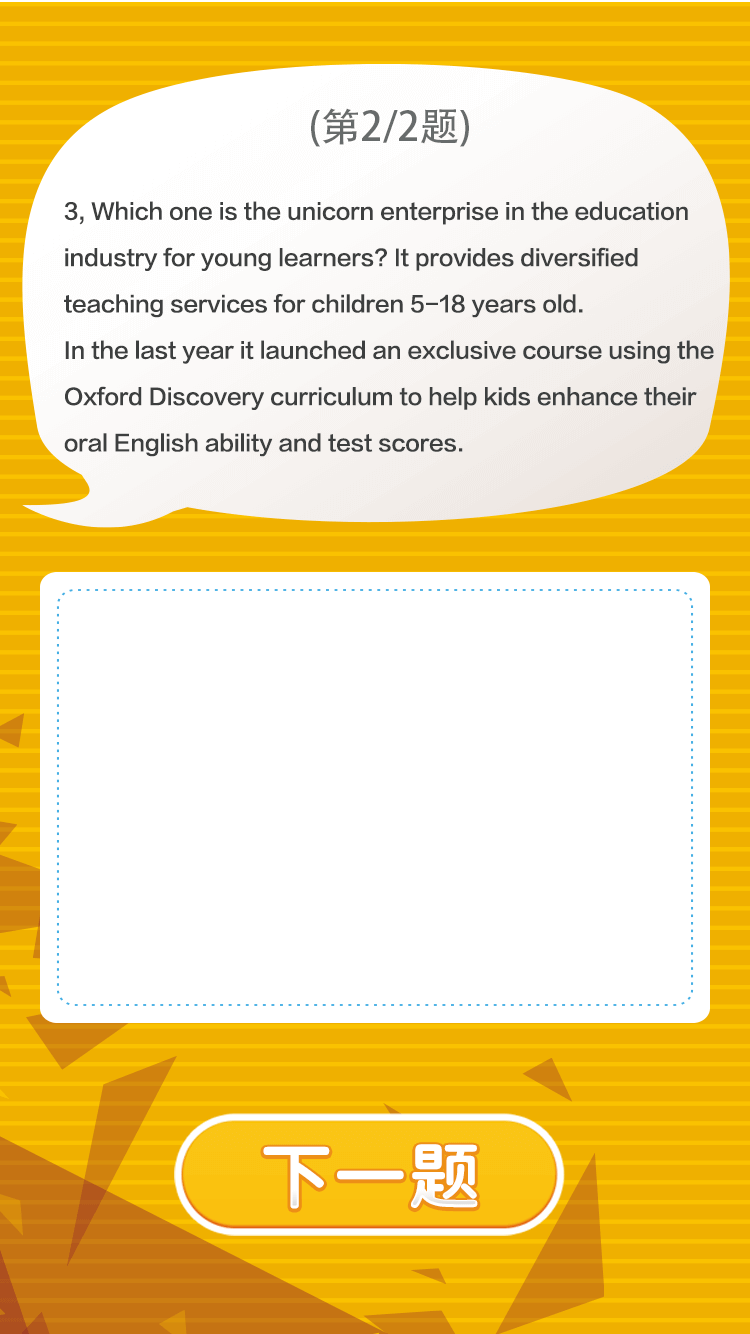 (第2/2题)
3, Which one is the unicorn enterprise in the education
industry for young learners? It provides diversified
teaching services for children 5-18 years old.
In the last year it launched an exclusive course using the
Oxford Discovery curriculum to help kids enhance their
oral English ability and test scores.
下一题